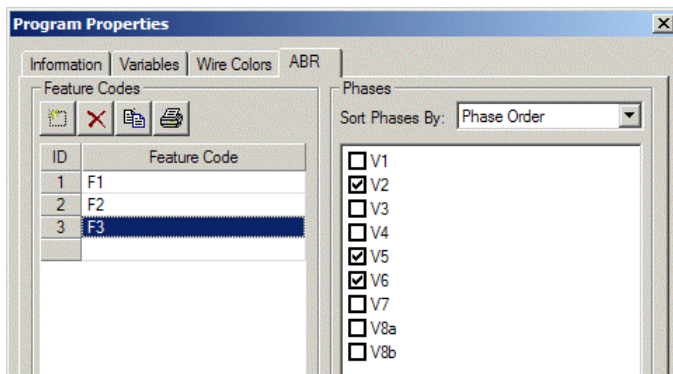 Program Properties
Information Variables Wire Colors ABR
Feature Codes
Phases
Sort Phases By: Phase Order
ID Feature Code
1 F1
2 F2
3 F3
V1
V2
V3
V4
V5
V6
V7
V8a
V8b